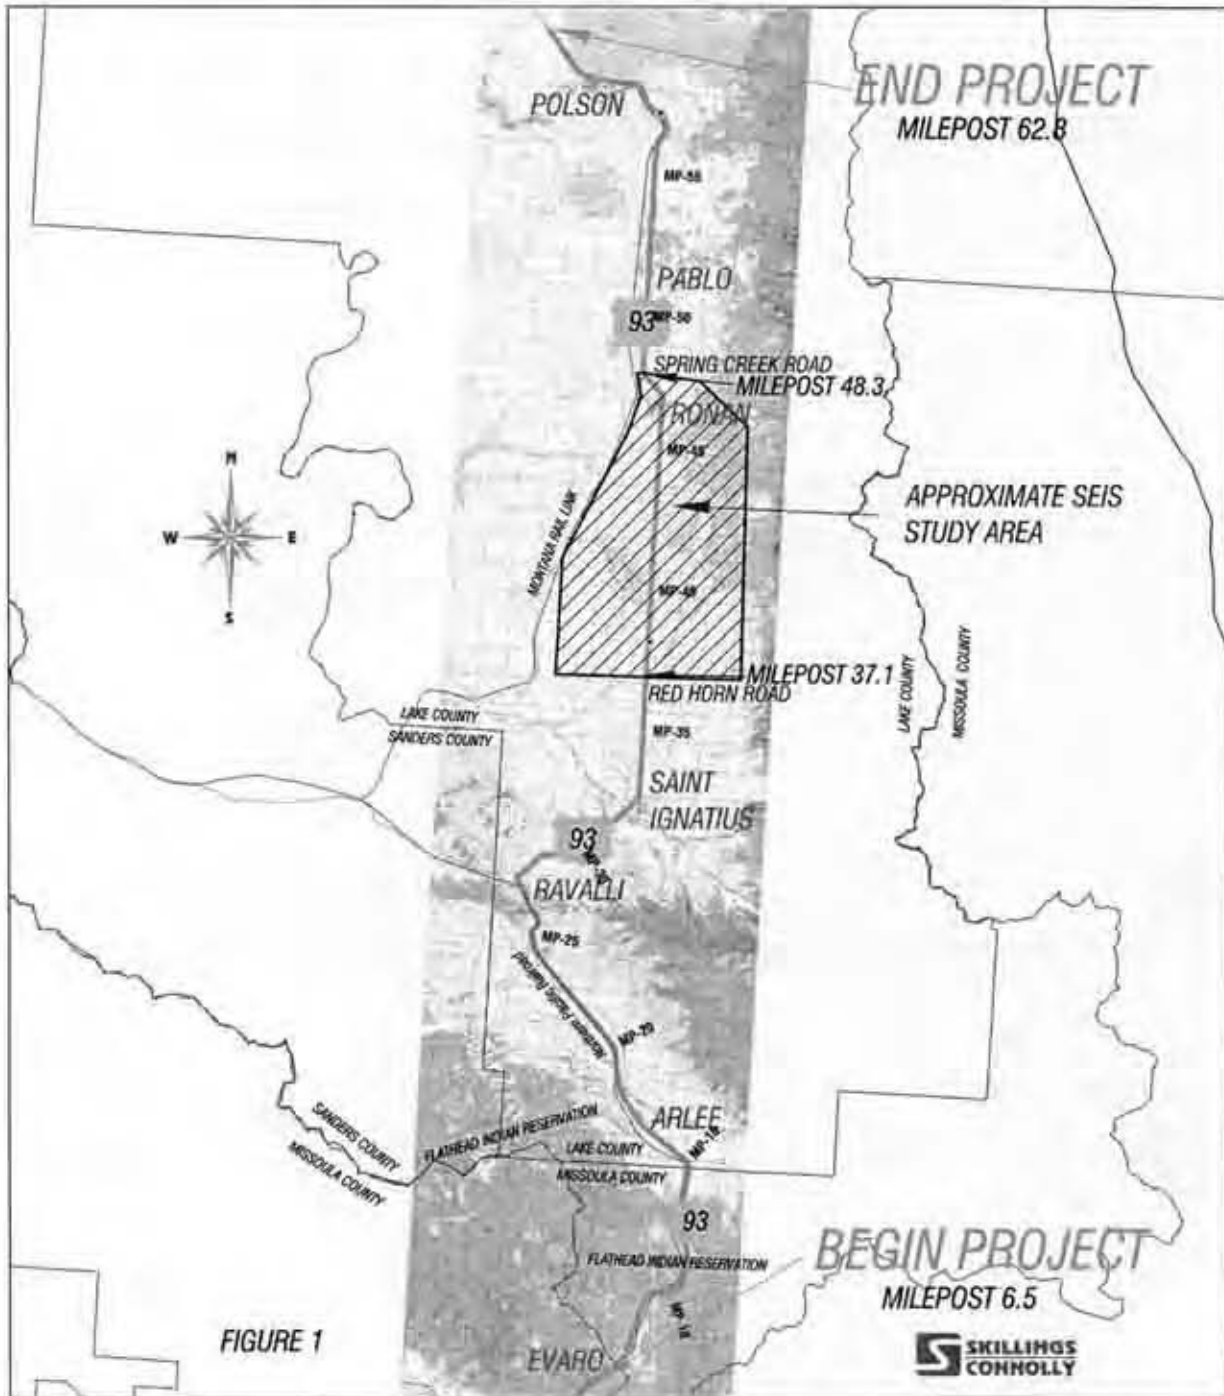 END PROJECT
MILEPOST 62.8
POLSON
MP-55
PABLO
93
MP-50
SPRING CREEK ROAD
MILEPOST 48.3
RONAN
MP-45
MONTANA RAIL LINK
APPROXIMATE SEIS
STUDY AREA
N
W
E
S
MP-40
MILEPOST 37.1
RED HORN ROAD
LAKE COUNTY
MISSOULA COUNTY
LAKE COUNTY
SANDERS COUNTY
MP-35
SAINT
IGNATIUS
93
RAVALLI
MP-25
Northern Pacific Railroad
MP-20
ARLEE
SANDERS COUNTY
MISSOULA COUNTY
FLATHEAD INDIAN RESERVATION
LAKE COUNTY
MISSOULA COUNTY
93
FLATHEAD INDIAN RESERVATION
BEGIN PROJECT
MILEPOST 6.5
FIGURE 1
EVARO
SKILLINGS
CONNOLLY